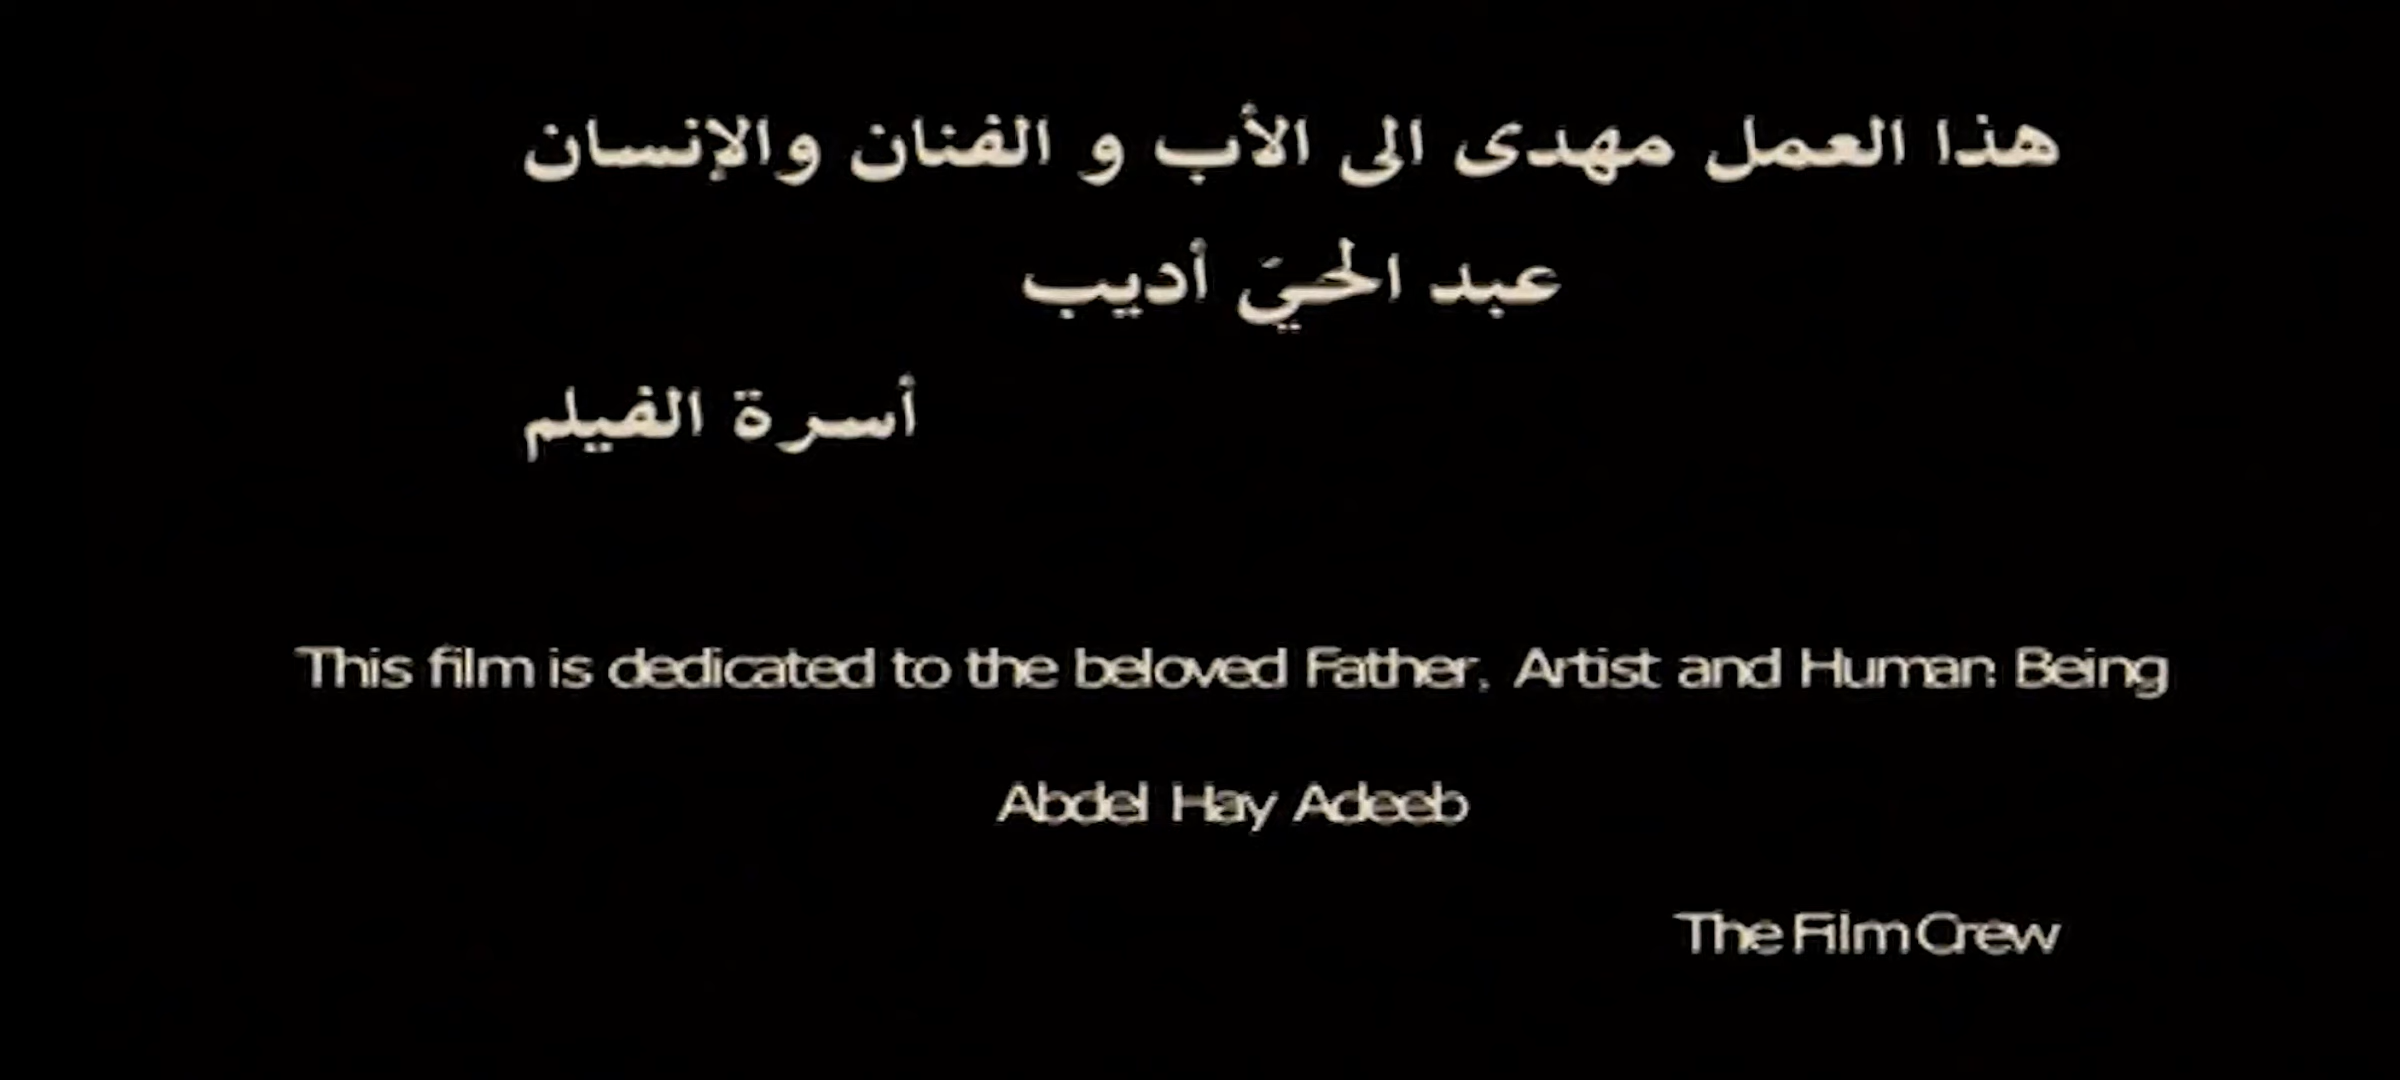 هذا العمل مهدى الى الأب و الفنان والإنسان
عبد الحيَ أديب
أسرة الفيلم
This film is dedicated to the beloved Father, Artist and Human Being
Abdel Hay Adeeb
The Film Crew